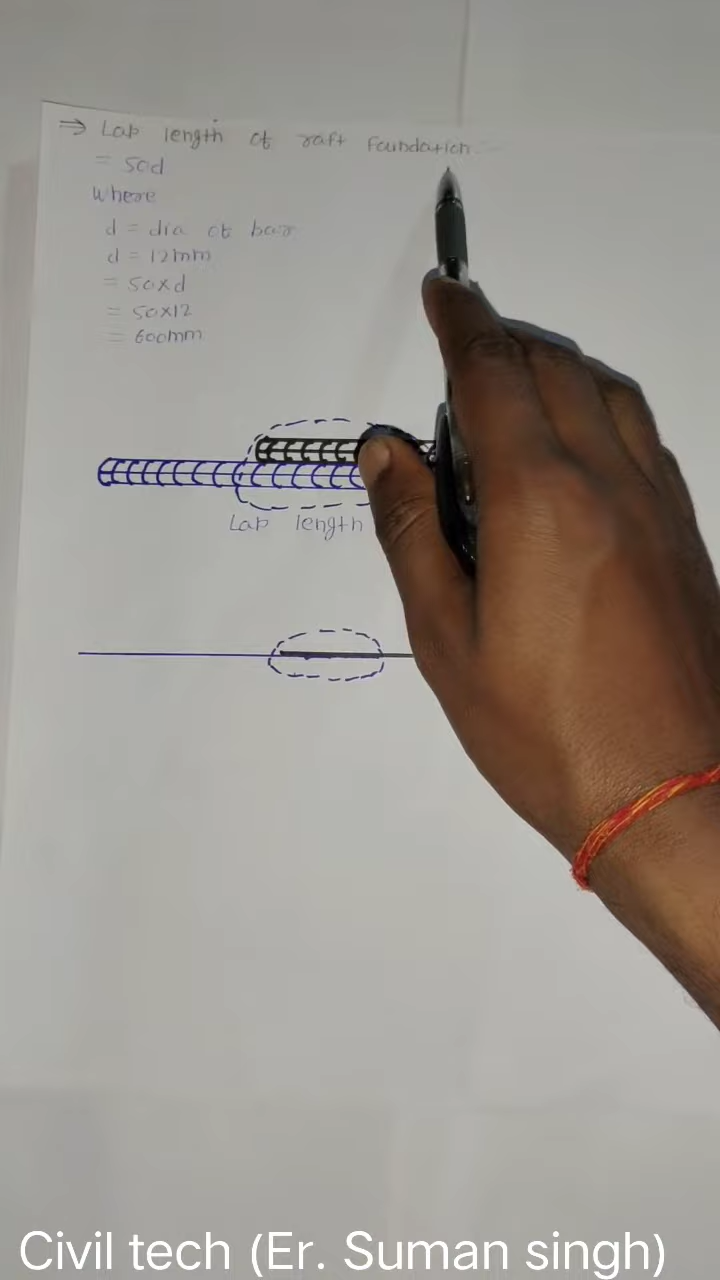 ⇒ Lap length of raft foundation:-
= 50d
where
d = dia of bar
d = 12mm
= 50xd
= 50x12
= 600mm
Lap length
Civil tech (Er. Suman singh)